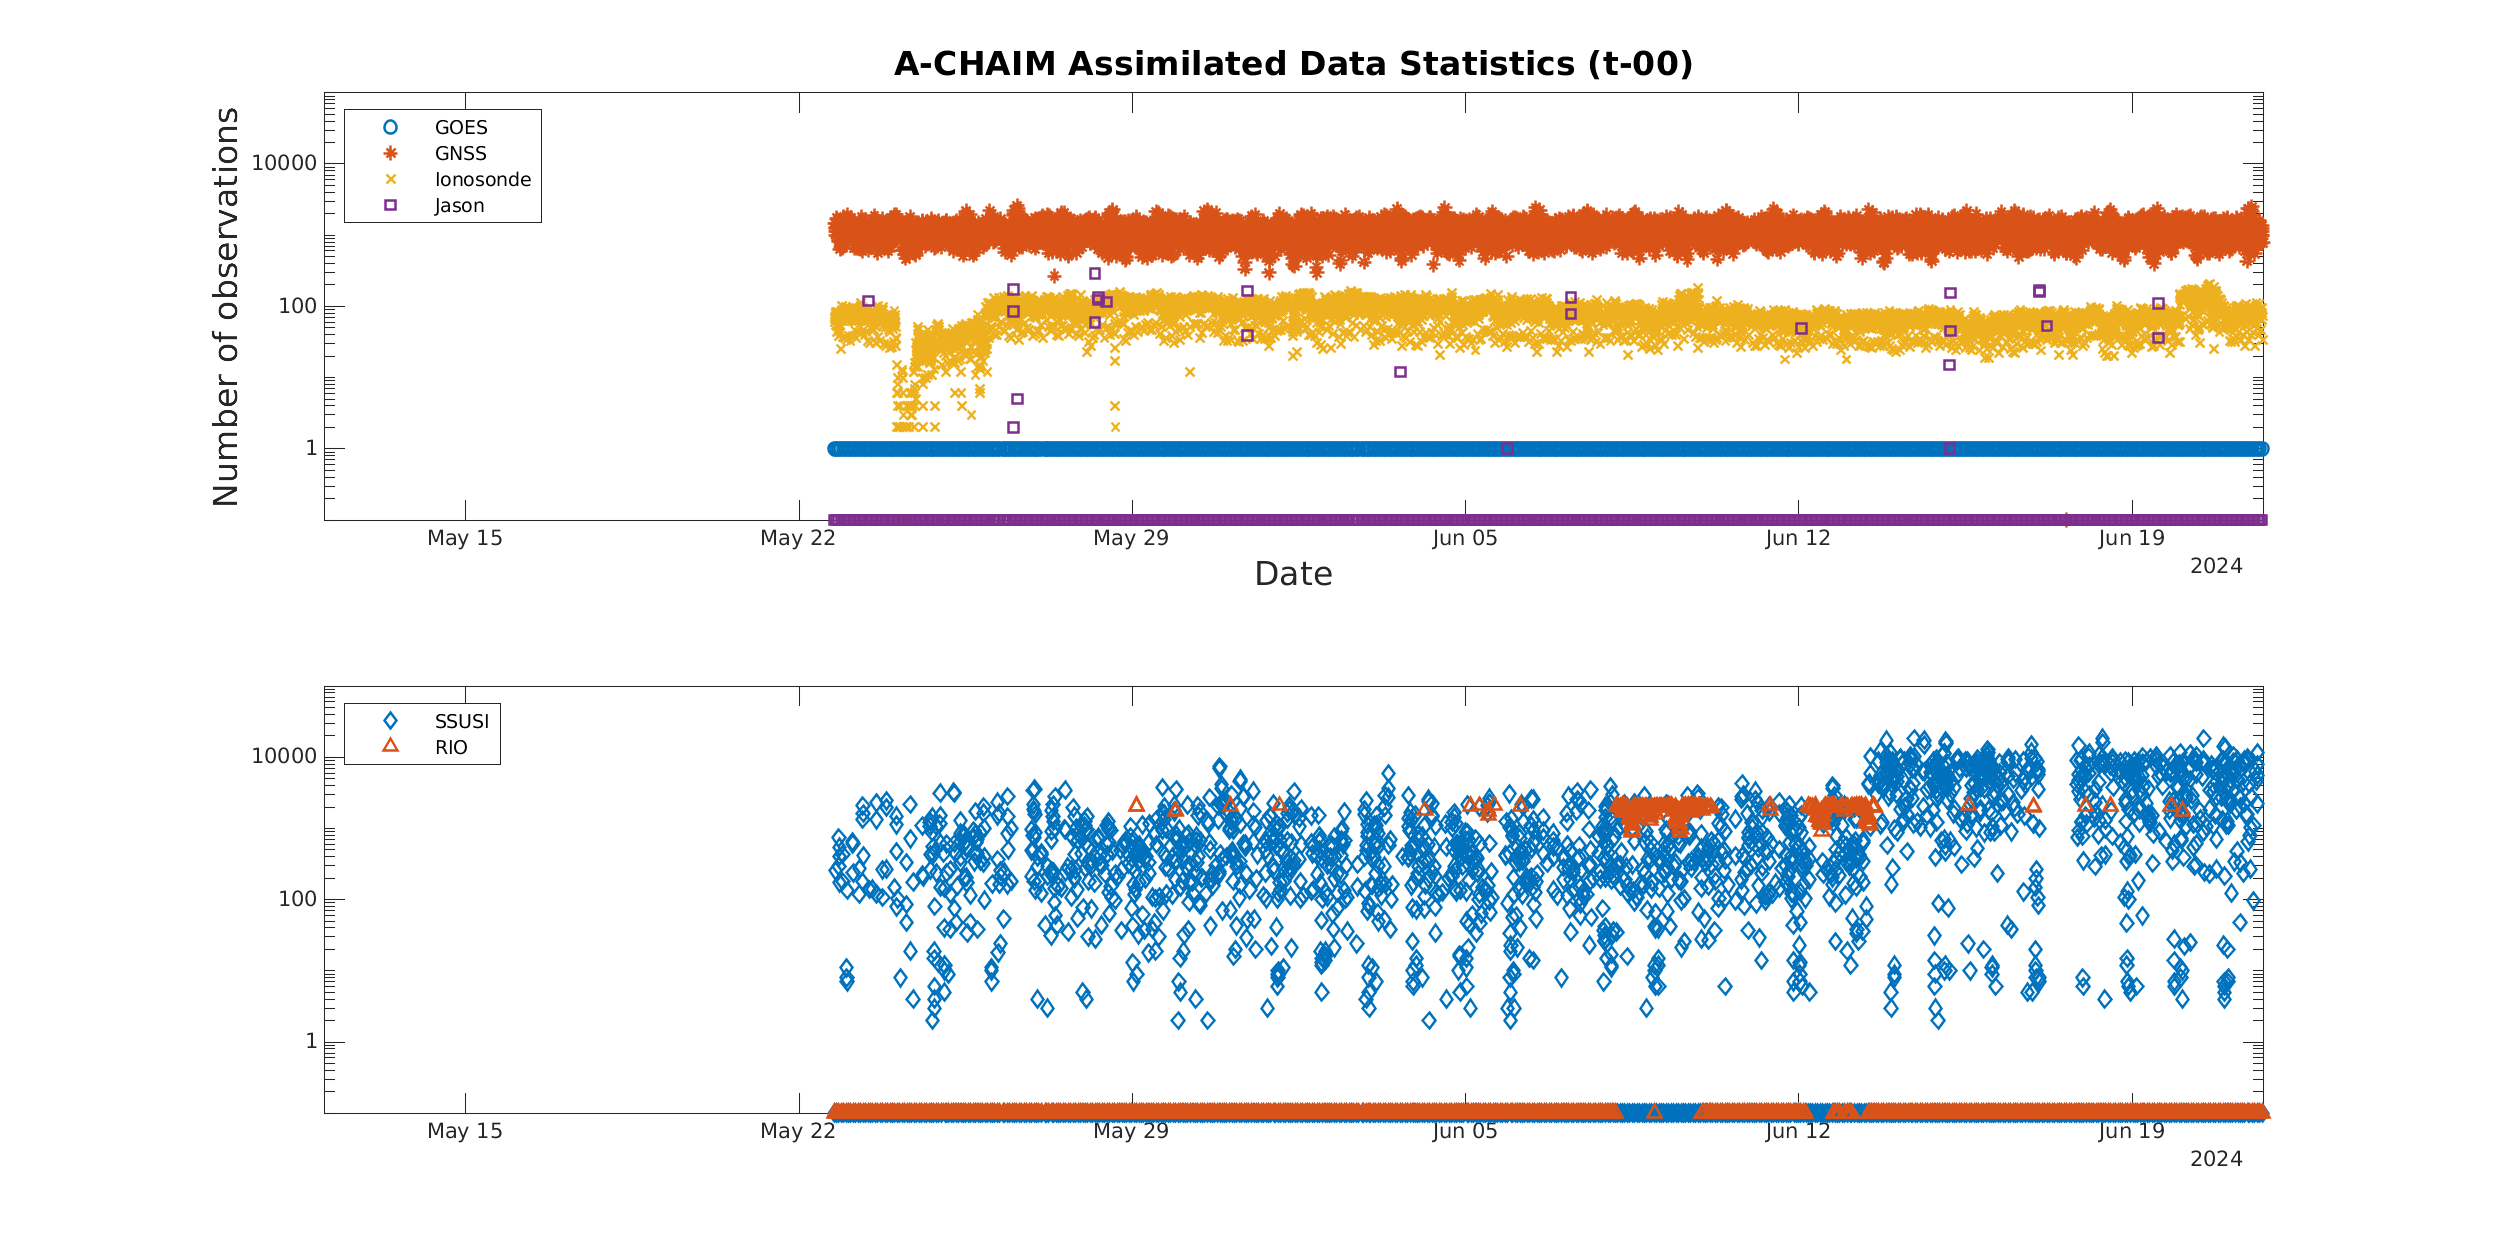 A-CHAIM Assimilated Data Statistics (t-00)
Number of observations
10000
100
1
GOES
GNSS
Ionosonde
Jason
May 15
May 22
May 29
Jun 05
Jun 12
Jun 19
2024
Date
10000
100
1
SSUSI
RIO
May 15
May 22
May 29
Jun 05
Jun 12
Jun 19
2024